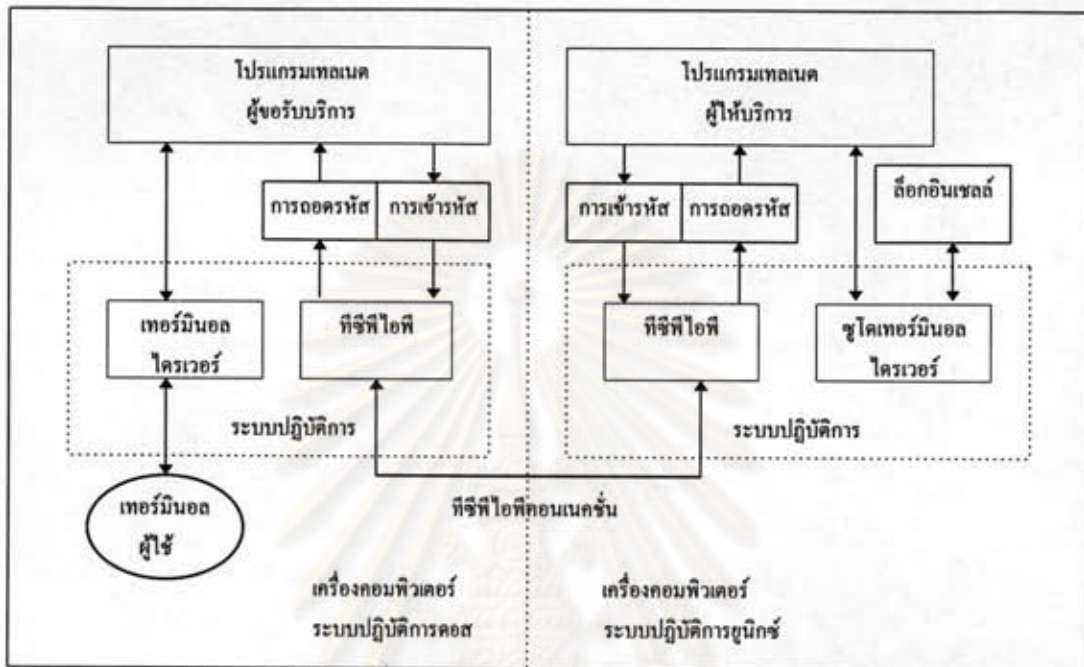 โปรแกรมเทลเนต
ผู้ขอรับบริการ
การถอดรหัส
การเข้ารหัส
เทอร์มินอล
ไดรเวอร์
ทีซีพีไอพี
ระบบปฏิบัติการ
เทอร์มินอล
ผู้ใช้
โปรแกรมเทลเนต
ผู้ให้บริการ
การเข้ารหัส
การถอดรหัส
ล็อกอินเชลล์
ทีซีพีไอพี
ซูโดเทอร์มินอล
ไดรเวอร์
ระบบปฏิบัติการ
ทีซีพีไอพีคอนเนคชั่น
เครื่องคอมพิวเตอร์
ระบบปฏิบัติการดอส
เครื่องคอมพิวเตอร์
ระบบปฏิบัติการยูนิกซ์